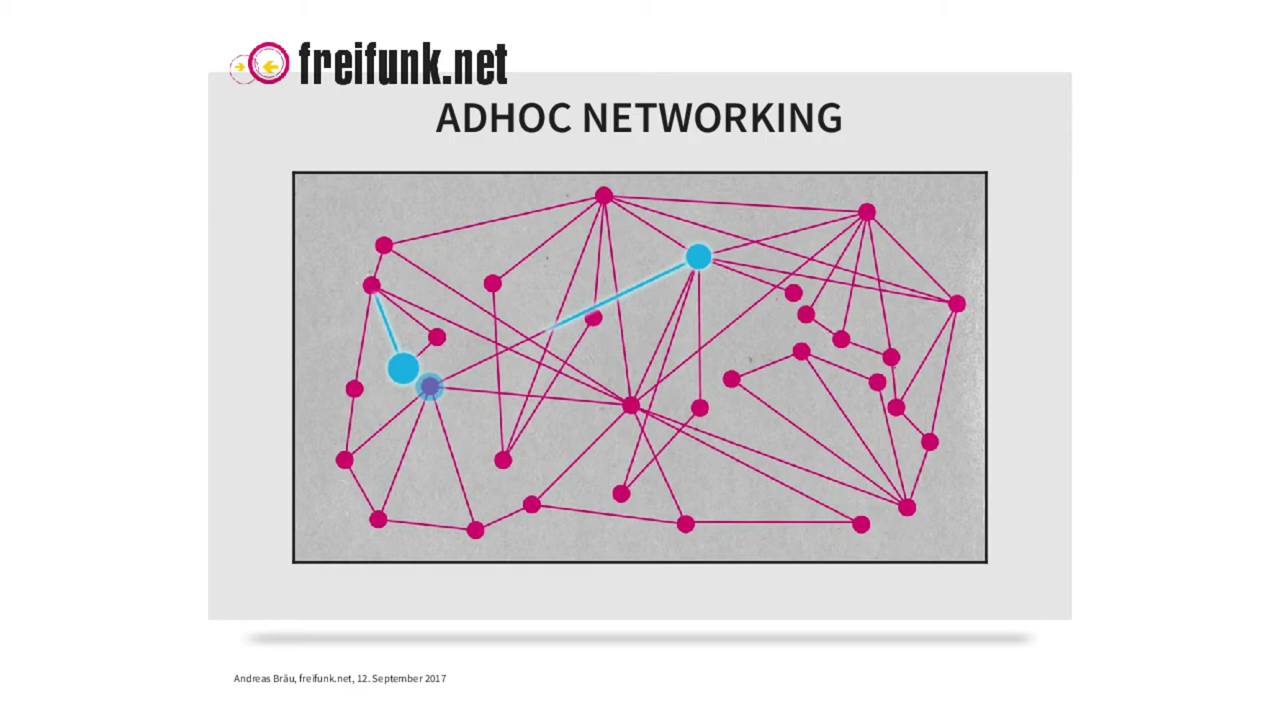 freifunk.net
ADHOC NETWORKING
Andreas Bräu, freifunk.net, 12. September 2017